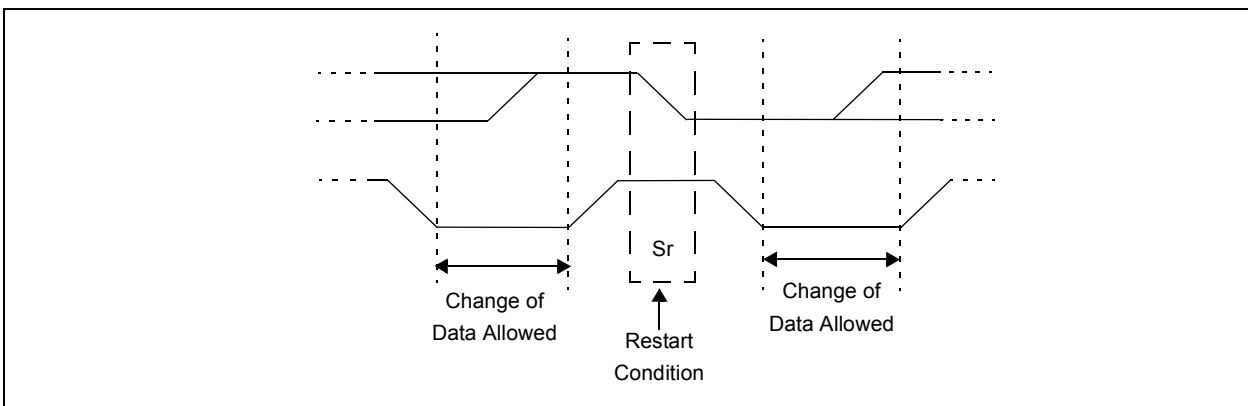 Sr
Change of
Data Allowed
Restart
Condition
Change of
Data Allowed